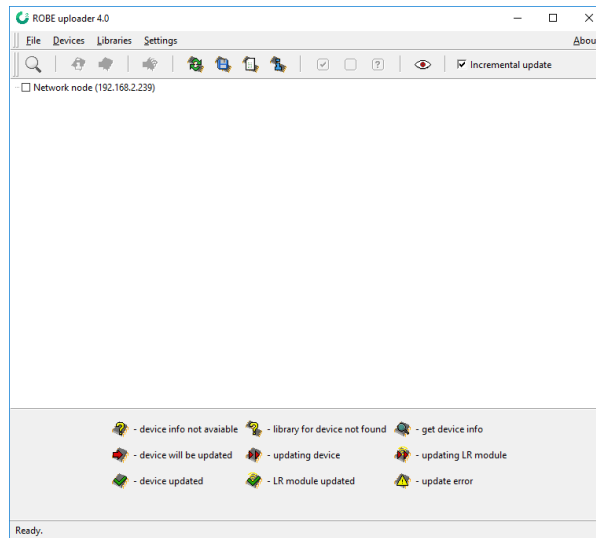 ROBE uploader 4.0
File Devices Libraries Settings Abou
Incremental update
Network node (192.168.2.239)
- device info not avaiable - library for device not found - get device info
- device will be updated - updating device - updating LR module
- device updated - LR module updated - update error
Ready.